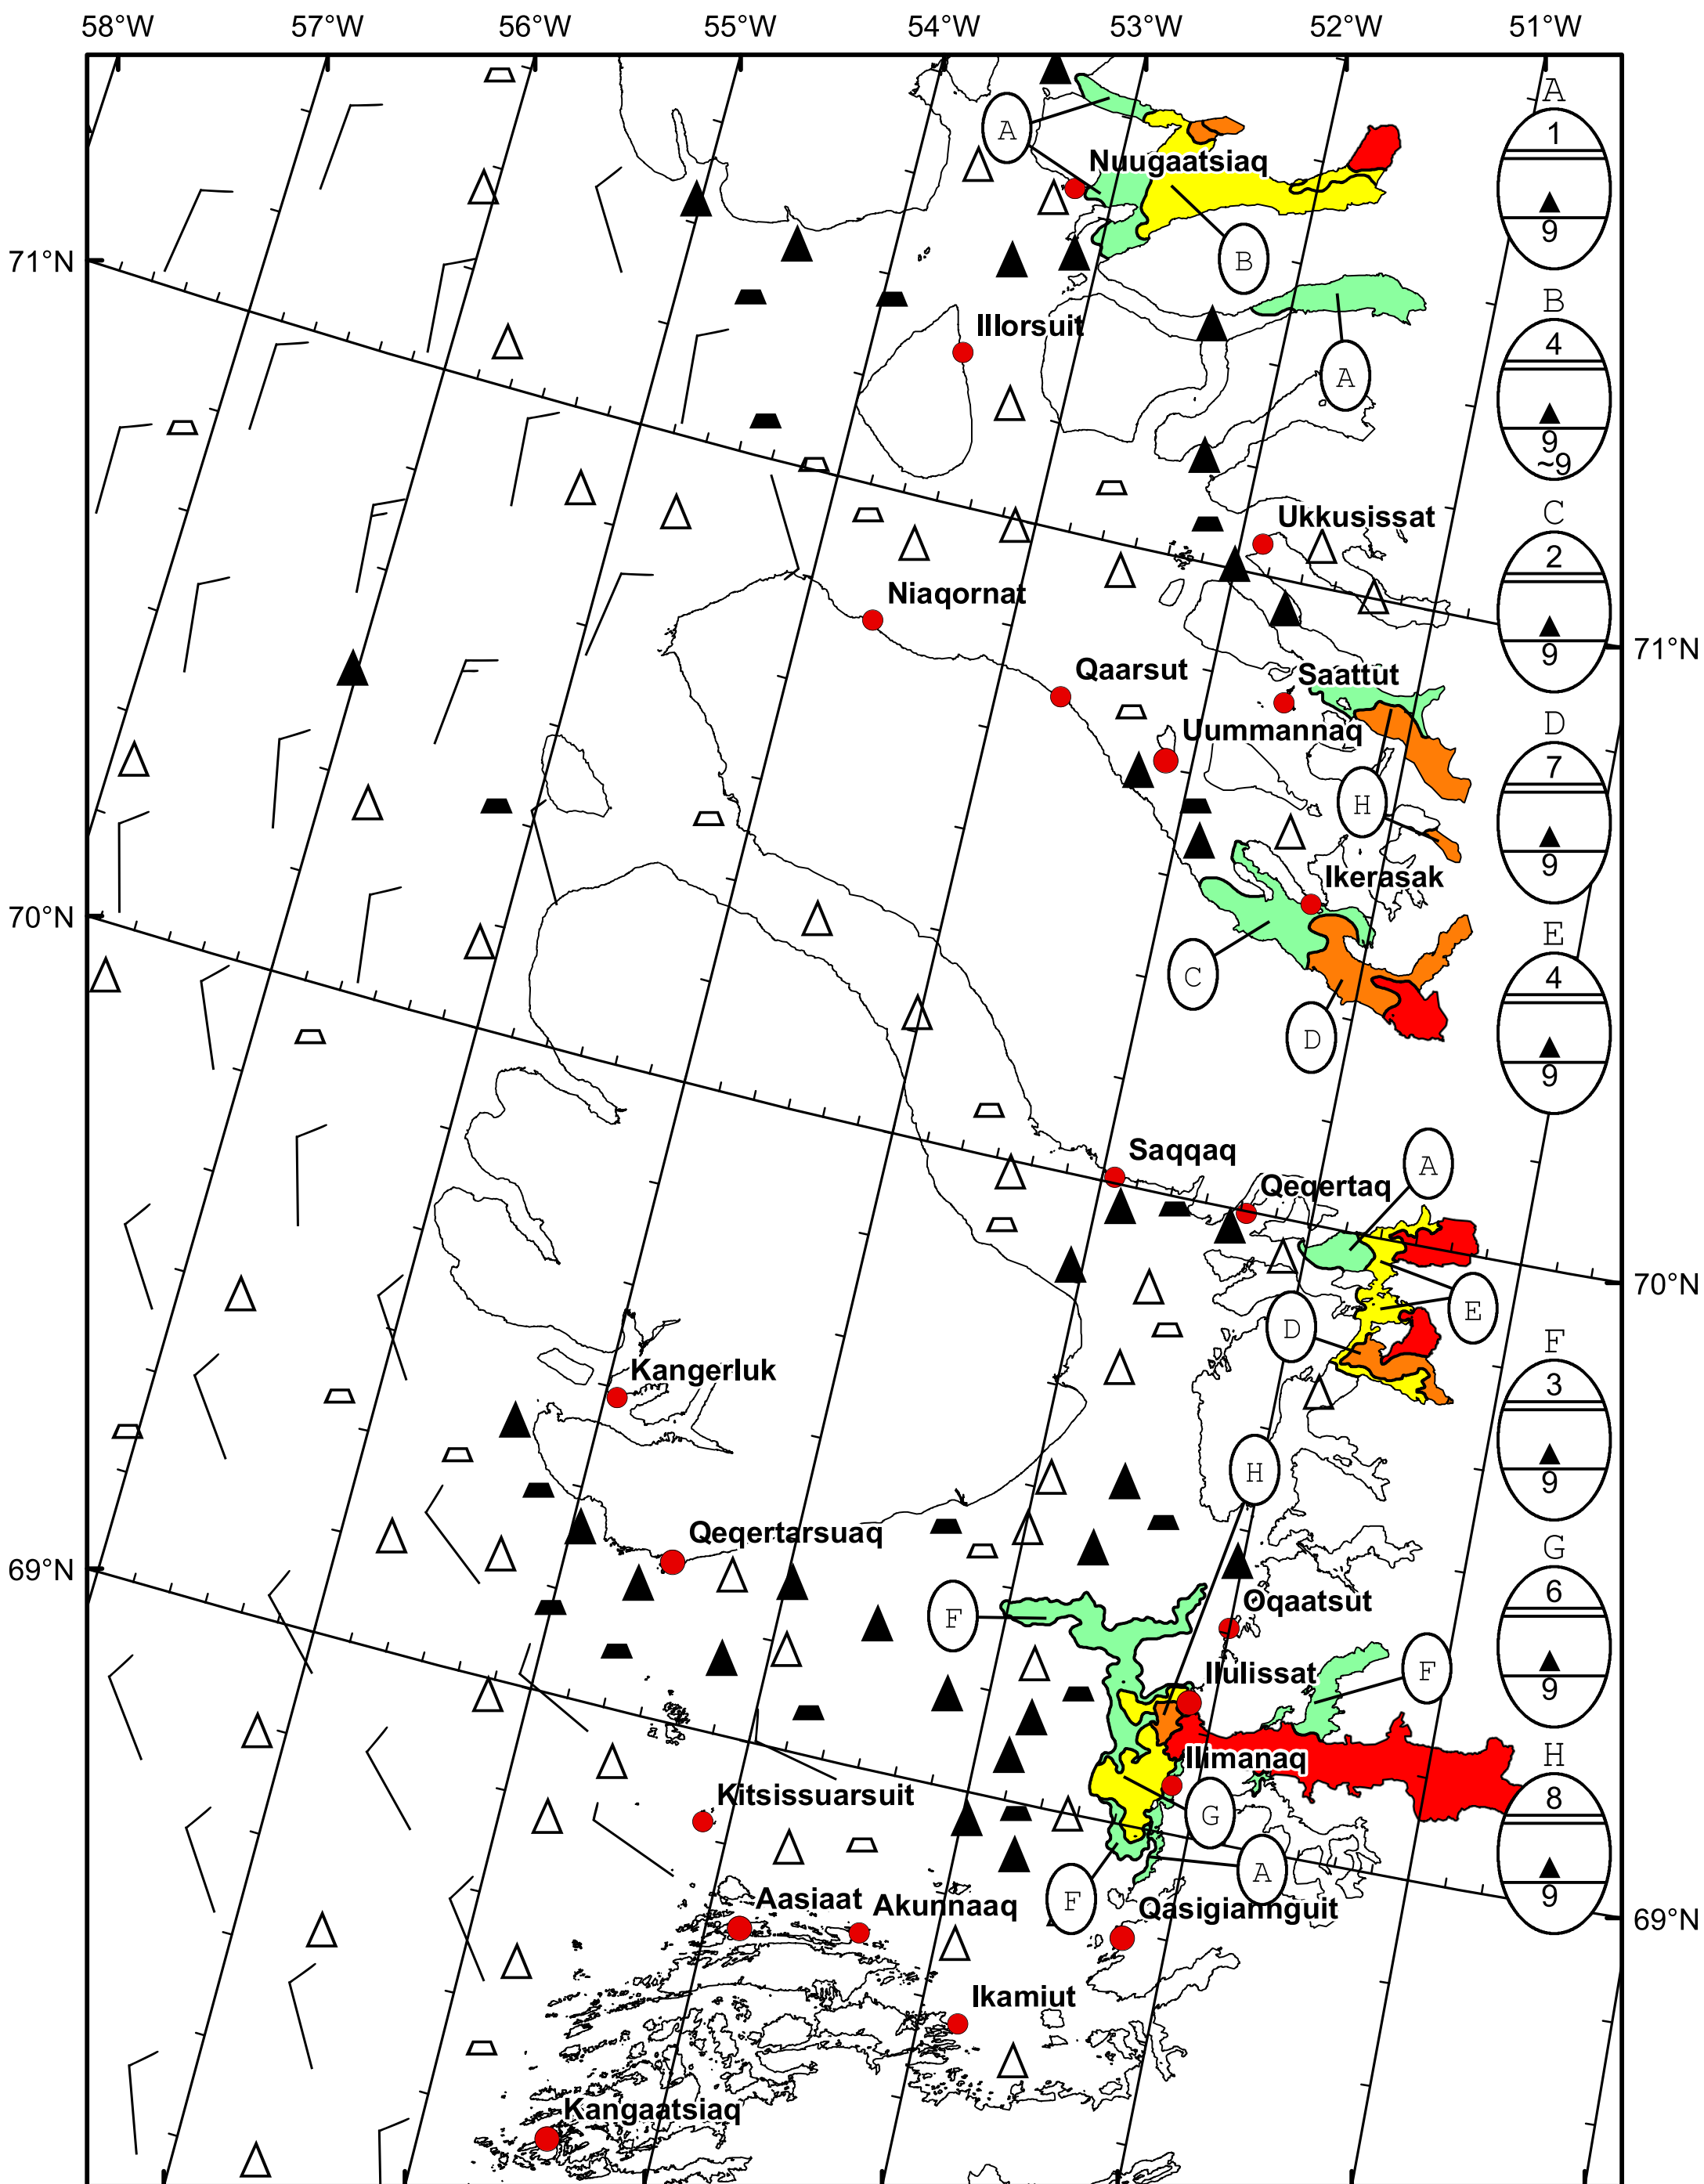 58°W 57°W 56°W 55°W 54°W 53°W 52°W 51°W
A
1
9
A
Nuugaatsiaq
71°N
B
B
4
9
~9
Illorsuit
A
C
2
9
Ukkusissat
Niaqornat
71°N
Qaarsut
Saattut
Uummannaq
D
7
9
H
Ikerasak
70°N
C
D
E
4
9
Saqqaq
A
Qeqertaq
70°N
E
D
F
3
9
Kangerluk
H
Qeqertarsuaq
69°N
G
6
9
F
Oqaatsut
Ilulissat
F
Ilimanaq
H
8
9
Kitsissuarsuit
G
A
F
Aasiaat
Akunnaaq
Qasigiannguit
69°N
Ikamiut
Kangaatsiaq